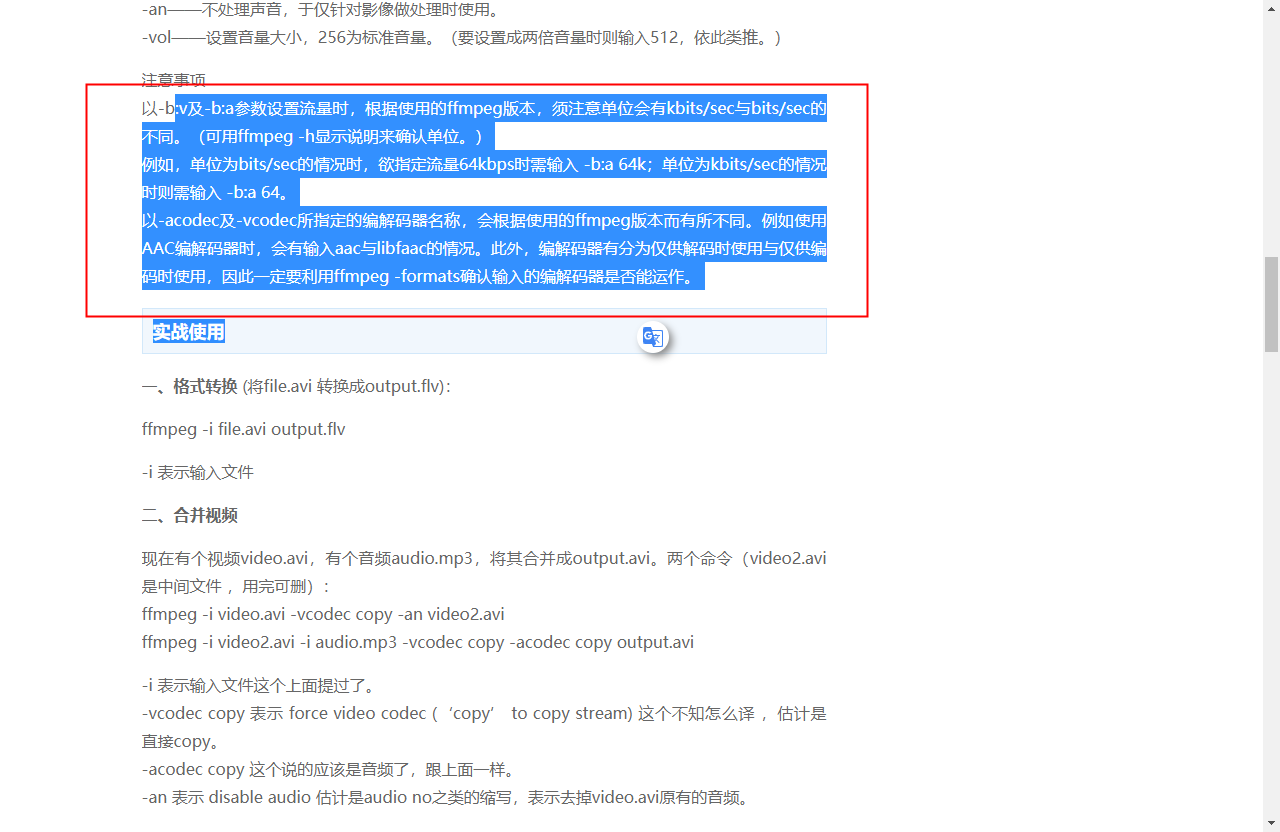 -an——不处理声音，于仅针对影像做处理时使用。
-vol——设置音量大小，256为标准音量。（要设置成两倍音量时则输入512，依此类推。）
注意事项
以-b:v及-b:a参数设置流量时，根据使用的ffmpeg版本，须注意单位会有kbits/sec与bits/sec的
不同。（可用ffmpeg -h显示说明来确认单位。）
例如，单位为bits/sec的情况时，欲指定流量64kbps时需输入 -b:a 64k；单位为kbits/sec的情况
时则需输入 -b:a 64。
以-acodec及-vcodec所指定的编解码器名称，会根据使用的ffmpeg版本而有所不同。例如使用
AAC编解码器时，会有输入aac与libfaac的情况。此外，编解码器有分为仅供解码时使用与仅供编
码时使用，因此一定要利用ffmpeg -formats确认输入的编解码器是否能运作。
实战使用
一、格式转换 (将file.avi 转换成output.flv)：
ffmpeg -i file.avi output.flv
-i 表示输入文件
二、合并视频
现在有个视频video.avi，有个音频audio.mp3，将其合并成output.avi。两个命令（video2.avi
是中间文件 ，用完可删）:
ffmpeg -i video.avi -vcodec copy -an video2.avi
ffmpeg -i video2.avi -i audio.mp3 -vcodec copy -acodec copy output.avi
-i 表示输入文件这个上面提过了。
-vcodec copy 表示 force video codec (‘copy’ to copy stream) 这个不知怎么译 ，估计是
直接copy。
-acodec copy 这个说的应该是音频了，跟上面一样。
-an 表示 disable audio 估计是audio no之类的缩写，表示去掉video.avi原有的音频。